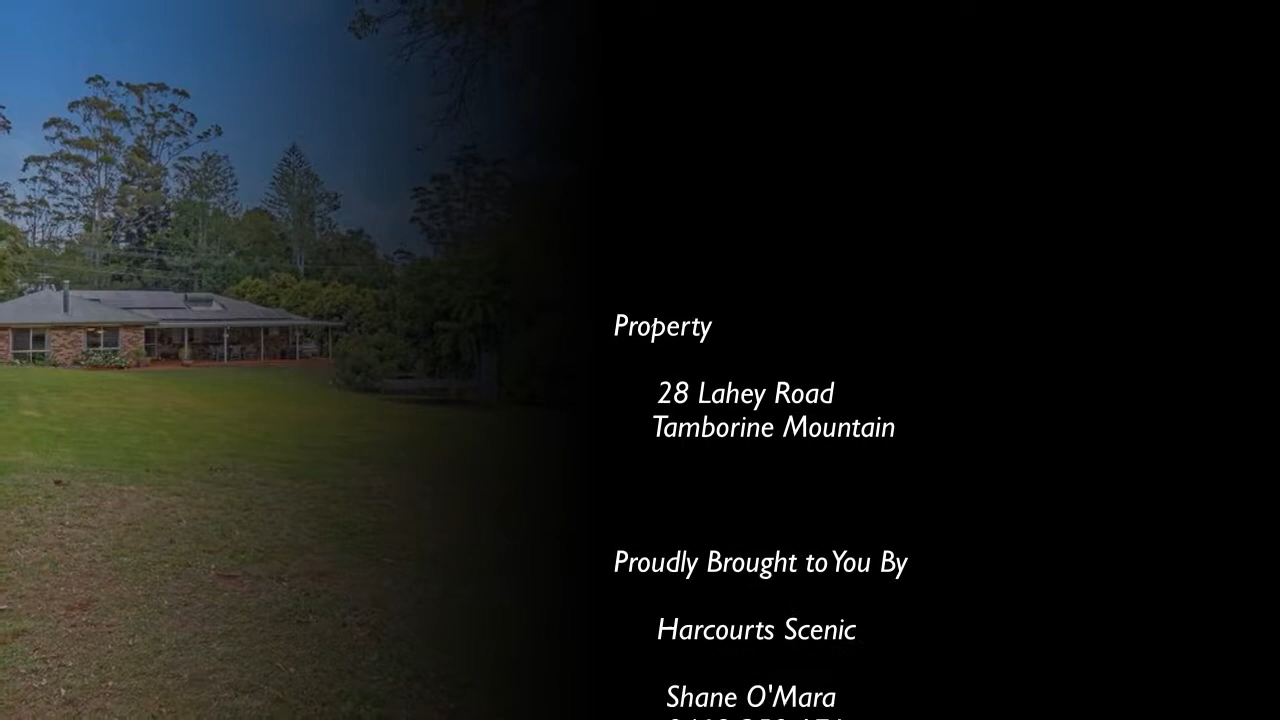 Property
28 Lahey Road
Tamborine Mountain
Proudly Brought to You By
Harcourts Scenic
Shane O'Mara